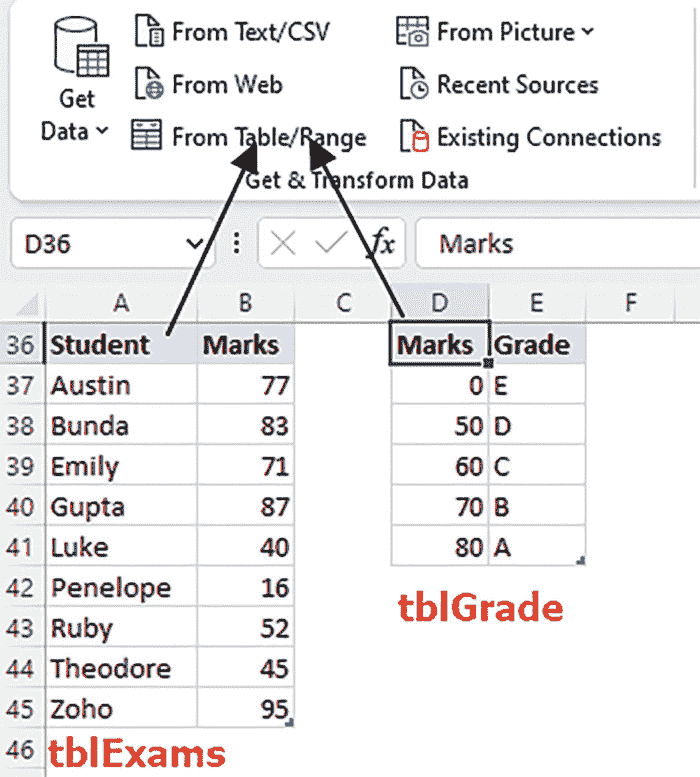 From Text/CSV From Picture
Get Data From Web Recent Sources
From Table/Range Existing Connections
Get & Transform Data
D36 fx Marks
A B C D E F
36 Student Marks Marks Grade
37 Austin 77 0 E
38 Bunda 83 50 D
39 Emily 71 60 C
40 Gupta 87 70 B
41 Luke 40 80 A
42 Penelope 16
tblGrade
43 Ruby 52
44 Theodore 45
45 Zoho 95
46 tblExams